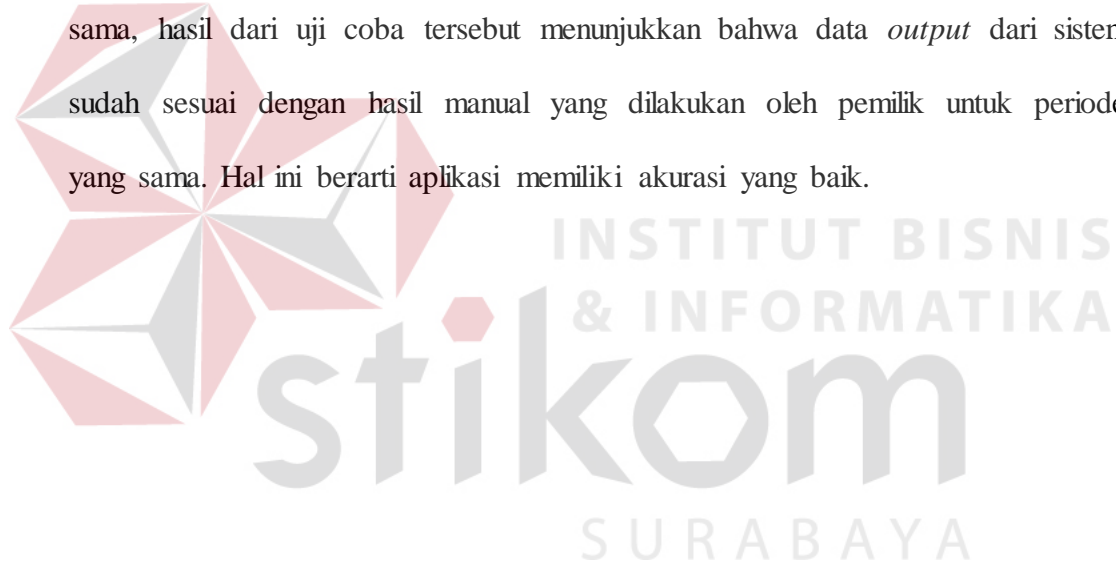 sama, hasil dari uji coba tersebut menunjukkan bahwa data output dari sistem
sudah sesuai dengan hasil manual yang dilakukan oleh pemilik untuk periode
yang sama. Hal ini berarti aplikasi memiliki akurasi yang baik.
INSTITUT BISNIS
& INFORMATIKA
stikom
SURABAYA